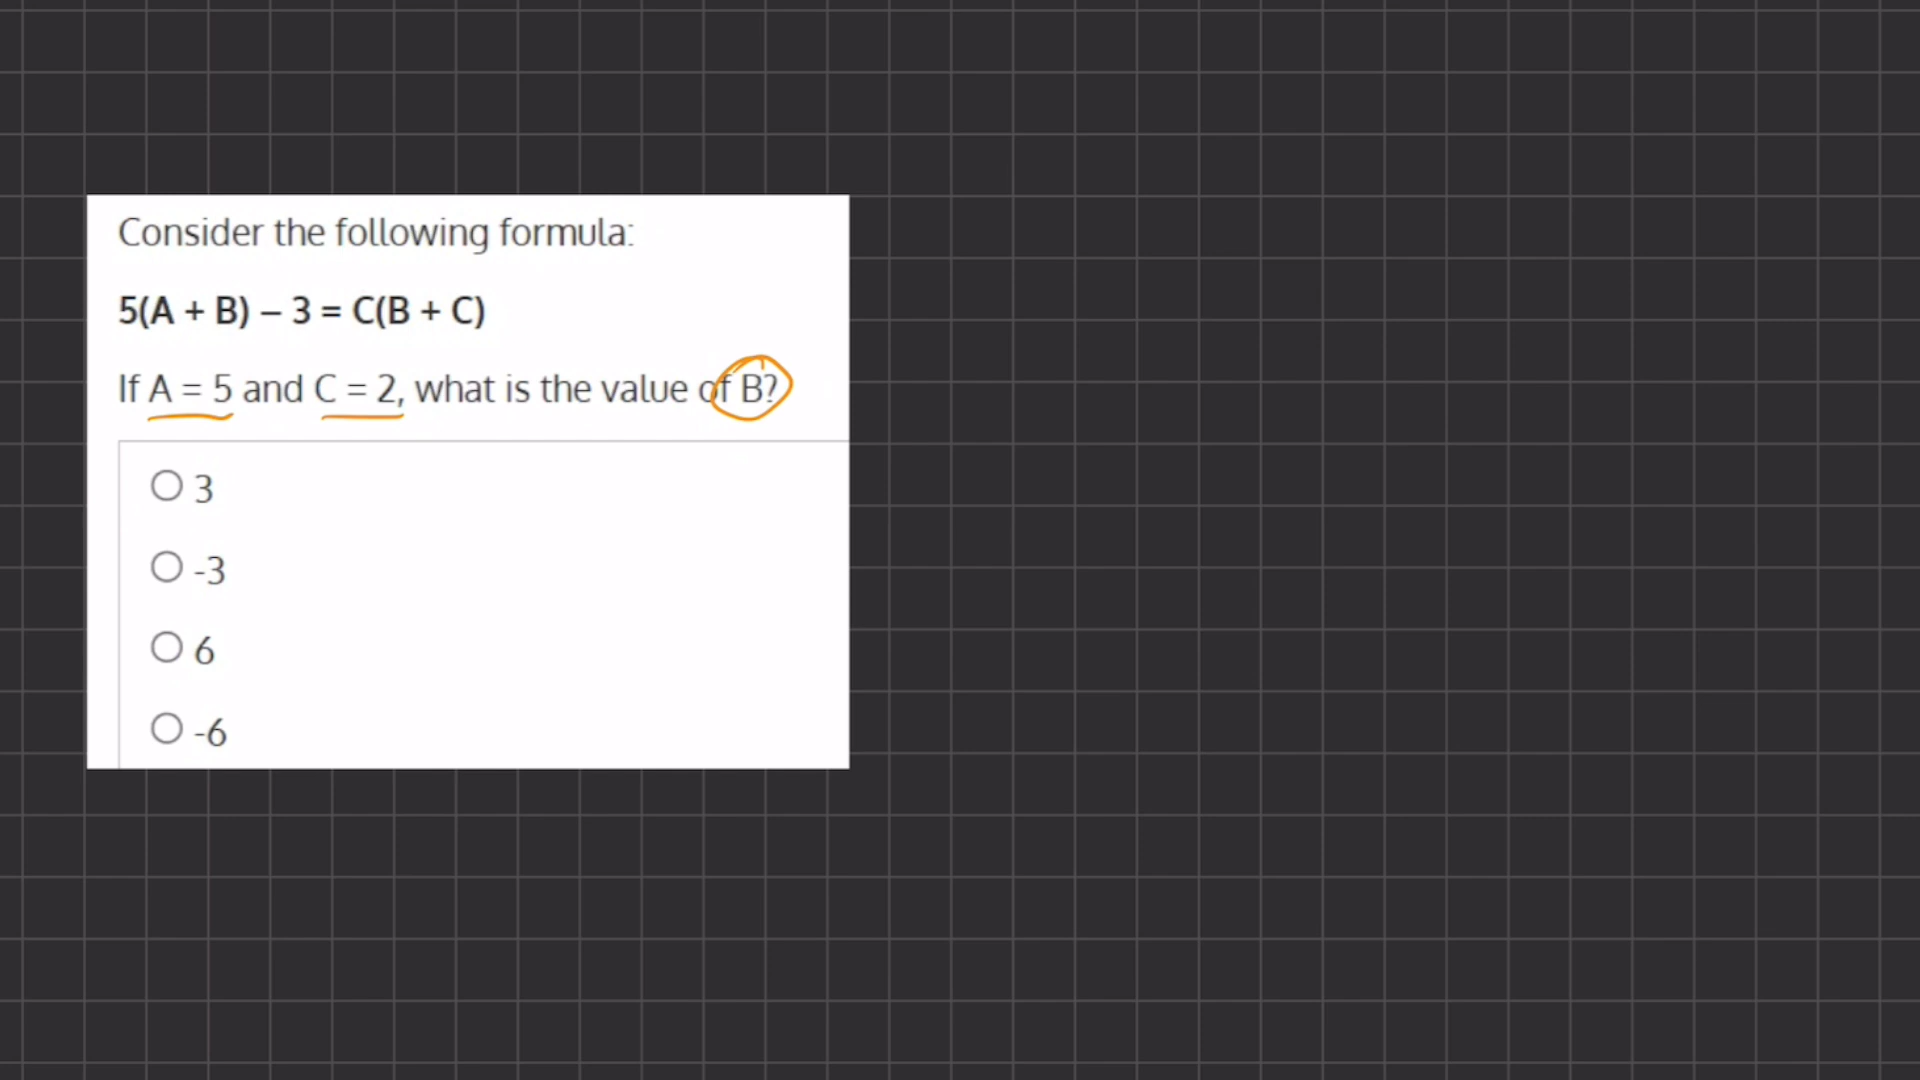 Consider the following formula:
5(A + B) – 3 = C(B + C)
If A = 5 and C = 2, what is the value of B?
3
-3
6
-6